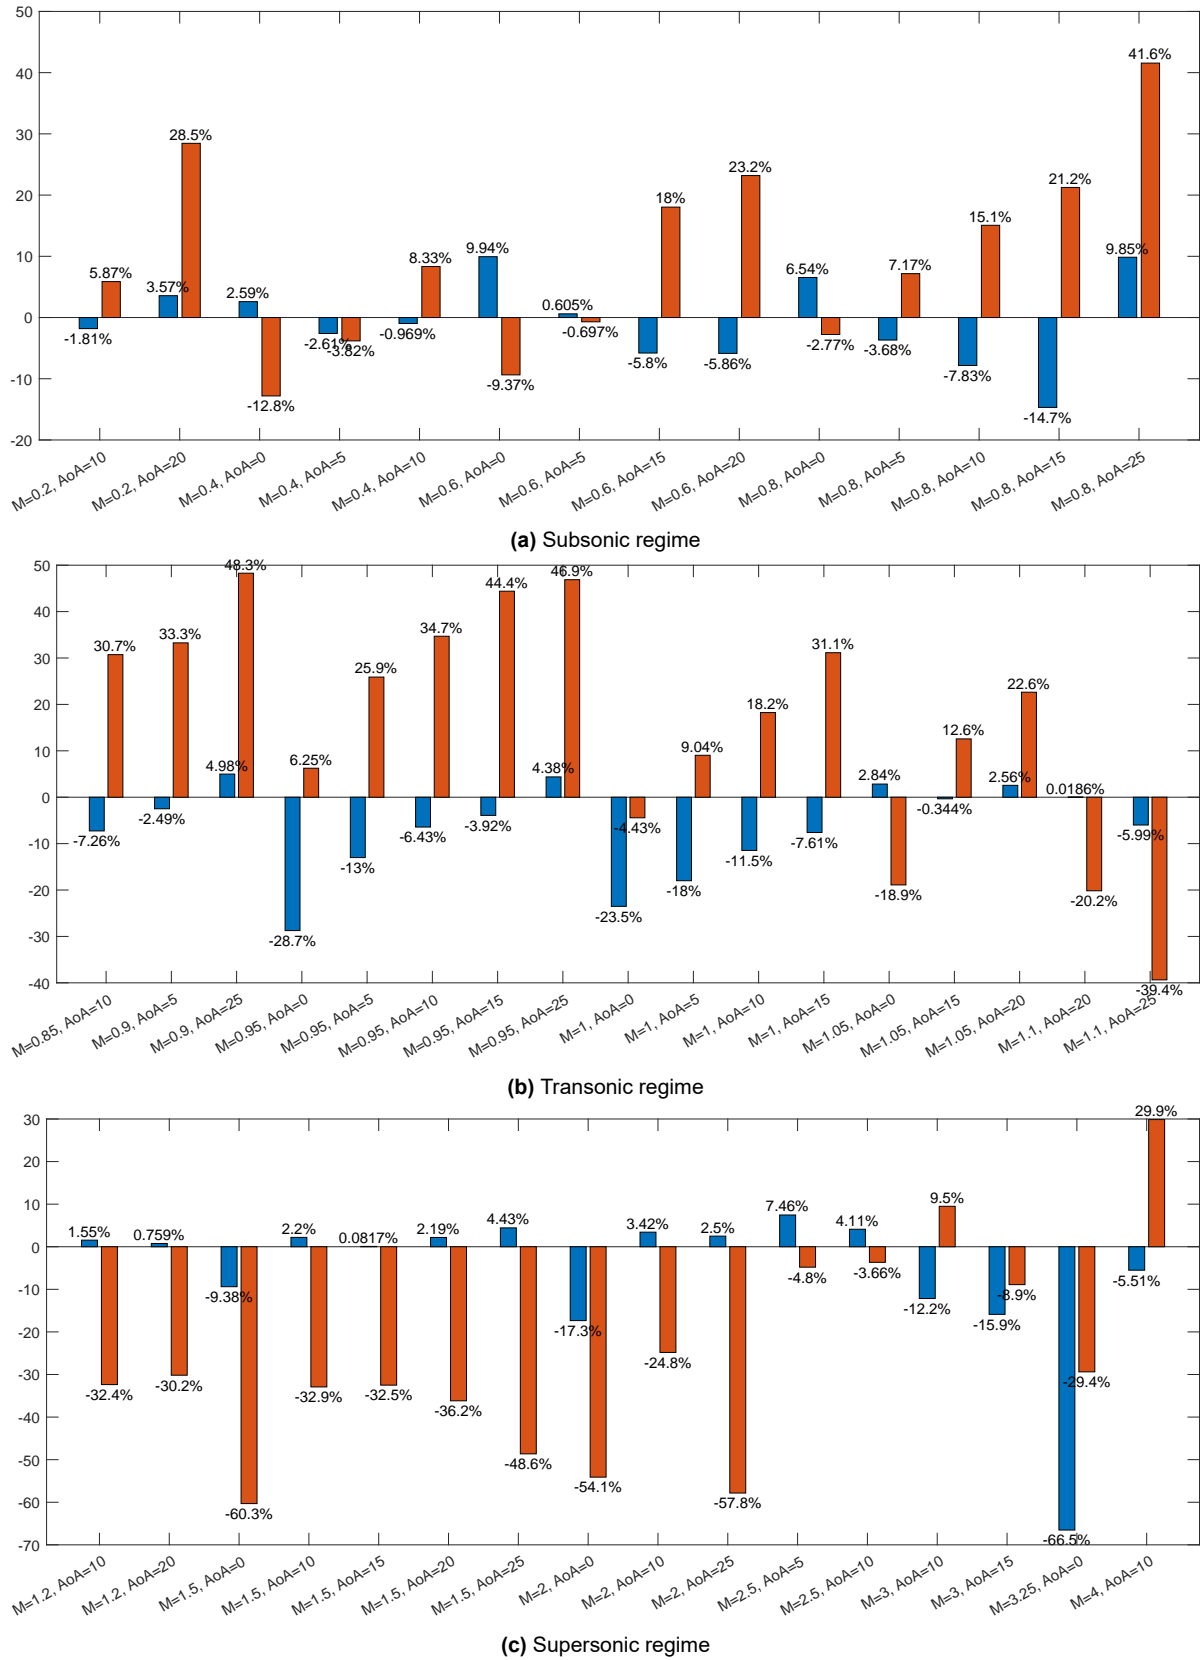 50
40
30
20
10
0
-10
-20
-1.81%
5.87%
3.57%
28.5%
2.59%
-12.8%
-2.61%
-3.82%
-0.969%
8.33%
9.94%
-9.37%
0.605%
-0.697%
-5.8%
18%
-5.86%
23.2%
6.54%
-2.77%
-3.68%
7.17%
-7.83%
15.1%
-14.7%
21.2%
9.85%
41.6%
M=0.2, AoA=10
M=0.2, AoA=20
M=0.4, AoA=0
M=0.4, AoA=5
M=0.4, AoA=10
M=0.6, AoA=0
M=0.6, AoA=5
M=0.6, AoA=15
M=0.6, AoA=20
M=0.8, AoA=0
M=0.8, AoA=5
M=0.8, AoA=10
M=0.8, AoA=15
M=0.8, AoA=25
(a) Subsonic regime
50
40
30
20
10
0
-10
-20
-30
-40
-7.26%
30.7%
-2.49%
33.3%
4.98%
48.3%
-28.7%
6.25%
-13%
25.9%
-6.43%
34.7%
-3.92%
44.4%
4.38%
46.9%
-23.5%
-4.43%
-18%
9.04%
-11.5%
18.2%
-7.61%
31.1%
2.84%
-18.9%
-0.344%
12.6%
2.56%
22.6%
0.0186%
-20.2%
-5.99%
-39.4%
M=0.85, AoA=10
M=0.9, AoA=5
M=0.9, AoA=25
M=0.95, AoA=0
M=0.95, AoA=5
M=0.95, AoA=10
M=0.95, AoA=15
M=0.95, AoA=25
M=1, AoA=0
M=1, AoA=5
M=1, AoA=10
M=1, AoA=15
M=1.05, AoA=0
M=1.05, AoA=15
M=1.05, AoA=20
M=1.1, AoA=20
M=1.1, AoA=25
(b) Transonic regime
30
20
10
0
-10
-20
-30
-40
-50
-60
-70
1.55%
-32.4%
0.759%
-30.2%
-9.38%
-60.3%
2.2%
-32.9%
0.0817%
-32.5%
2.19%
-36.2%
4.43%
-48.6%
-17.3%
-54.1%
3.42%
-24.8%
2.5%
-57.8%
7.46%
-4.8%
4.11%
-3.66%
-12.2%
9.5%
-15.9%
-8.9%
-66.5%
-29.4%
-5.51%
29.9%
M=1.2, AoA=10
M=1.2, AoA=20
M=1.5, AoA=0
M=1.5, AoA=10
M=1.5, AoA=15
M=1.5, AoA=20
M=1.5, AoA=25
M=2, AoA=0
M=2, AoA=10
M=2, AoA=25
M=2.5, AoA=5
M=2.5, AoA=10
M=3, AoA=10
M=3, AoA=15
M=3.25, AoA=0
M=4, AoA=10
(c) Supersonic regime